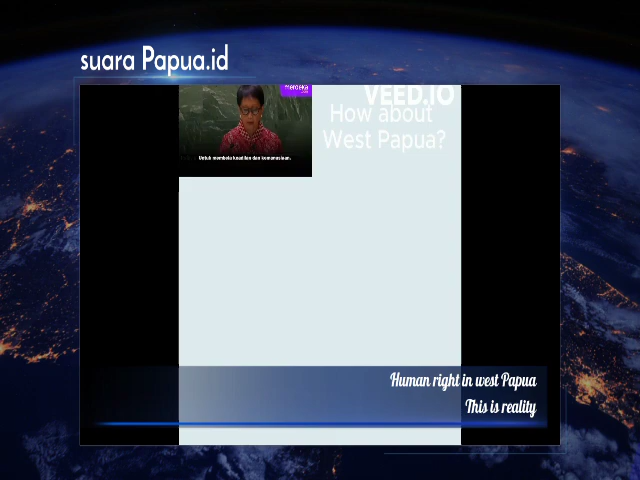 suara Papua.id
merdeka
VEED.IO
How about
West Papua?
Untuk membela keadilan dan kemanusiaan.
Human right in west Papua
This is reality